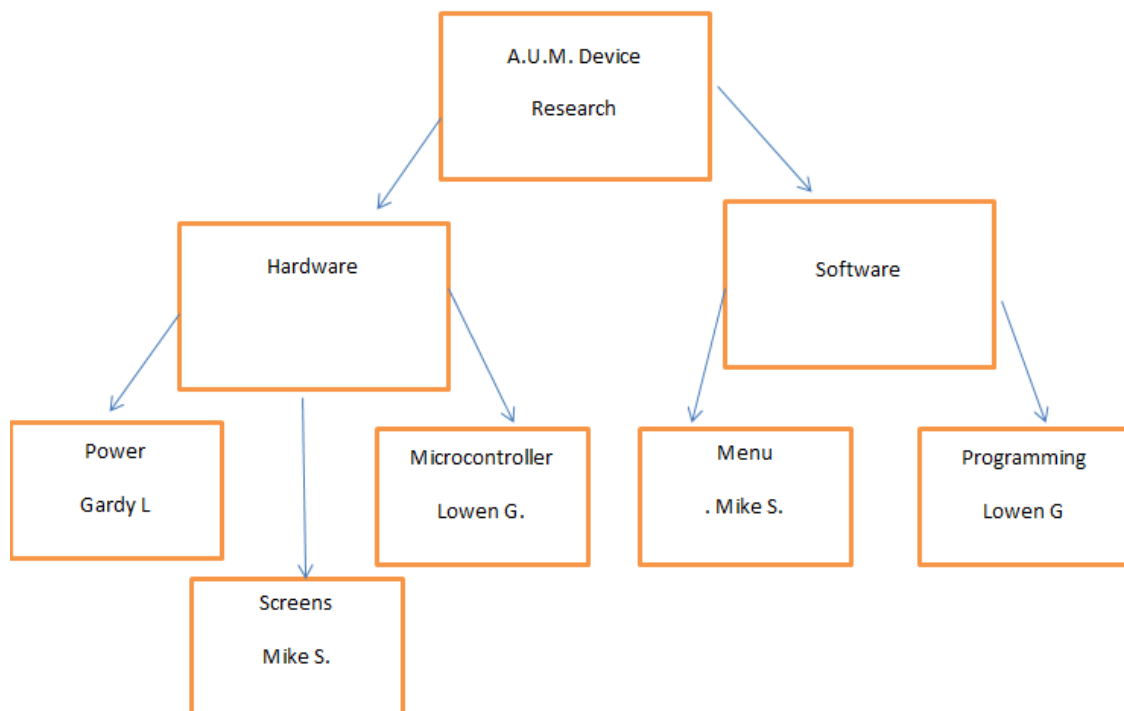 A.U.M. Device
Research
Hardware
Software
Power
Gardy L
Microcontroller
Lowen G.
Menu
. Mike S.
Programming
Lowen G
Screens
Mike S.